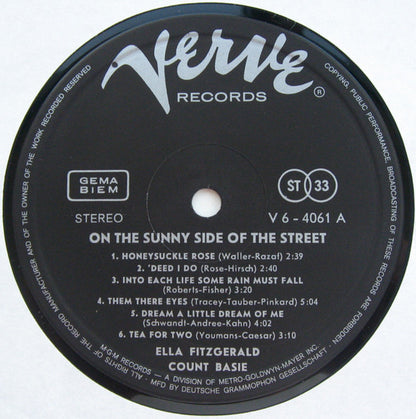 verve
RECORDS
®
ALL RIGHTS OF THE RECORD MANUFACTURER AND OF THE OWNER OF THE WORK RECORDED RESERVED
COPYING, PUBLIC PERFORMANCE, BROADCASTING OF THESE RECORDS ARE FORBIDDEN
GEMA
BIEM
STEREO
ST 33
V 6 - 4061 A
ON THE SUNNY SIDE OF THE STREET
1. HONEYSUCKLE ROSE (Waller-Razaf) 2:39
2. 'DEED I DO (Rose-Hirsch) 2:40
3. INTO EACH LIFE SOME RAIN MUST FALL
(Roberts-Fisher) 3:20
4. THEM THERE EYES (Tracey-Tauber-Pinkard) 5:04
5. DREAM A LITTLE DREAM OF ME
(Schwandl-Andree-Kahn) 4:02
6. TEA FOR TWO (Youmans-Caesar) 3:10
ELLA FITZGERALD
COUNT BASIE
M-G-M RECORDS — A DIVISION OF METRO-GOLDWYN-MAYER INC. · MFD BY DEUTSCHE GRAMMOPHON GESELLSCHAFT ·